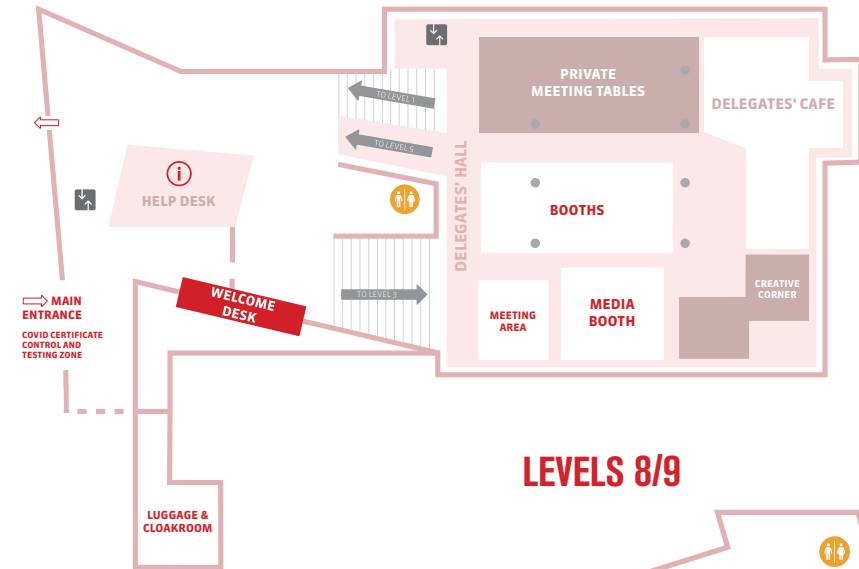 PRIVATE
MEETING TABLES
DELEGATES' CAFE
TO LEVEL 1
TO LEVEL 5
DELEGATES' HALL
i
HELP DESK
BOOTHS
WELCOME
DESK
TO LEVEL 3
MAIN
ENTRANCE
COVID CERTIFICATE
CONTROL AND
TESTING ZONE
MEETING
AREA
MEDIA
BOOTH
CREATIVE
CORNER
LEVELS 8/9
LUGGAGE &
CLOAKROOM